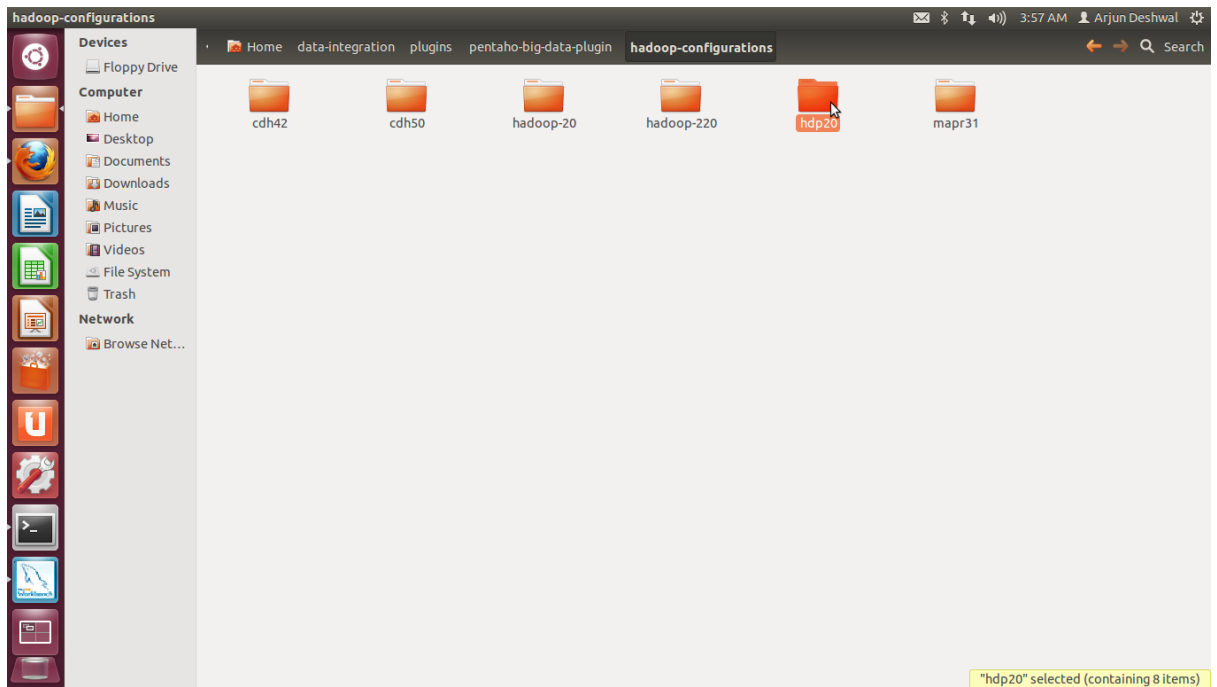 hadoop-configurations
3:57 AM Arjun Deshwal
Devices
Floppy Drive
Computer
Home
Desktop
Documents
Downloads
Music
Pictures
Videos
File System
Trash
Network
Browse Net...
Home data-integration plugins pentaho-big-data-plugin hadoop-configurations
Search
cdh42 cdh50 hadoop-20 hadoop-220 hdp20 mapr31
"hdp20" selected (containing 8 items)